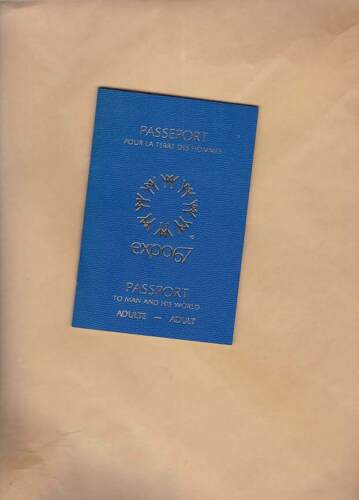 PASSEPORT
POUR LA TERRE DES HOMMES
expo67
PASSPORT
TO MAN AND HIS WORLD
ADULTE — ADULT